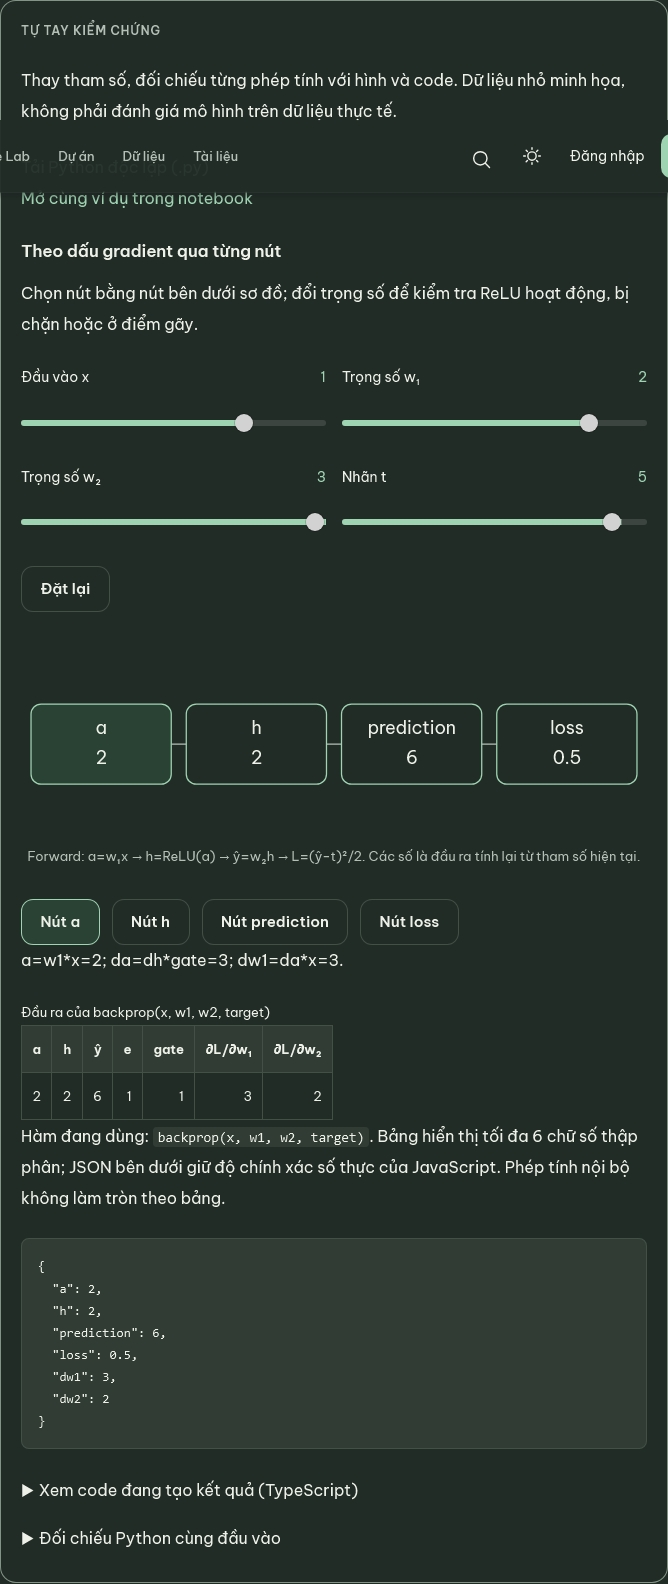 TỰ TAY KIỂM CHỨNG
Thay tham số, đối chiếu từng phép tính với hình và code. Dữ liệu nhỏ minh họa,
không phải đánh giá mô hình trên dữ liệu thực tế.
e Lab Dự án Dữ liệu Tài liệu Đăng nhập
Tải Python độc lập (.py)
Mở cùng ví dụ trong notebook
Theo dấu gradient qua từng nút
Chọn nút bằng nút bên dưới sơ đồ; đổi trọng số để kiểm tra ReLU hoạt động, bị
chặn hoặc ở điểm gãy.
Đầu vào x 1 Trọng số w₁ 2
Trọng số w₂ 3 Nhãn t 5
Đặt lại
a h prediction loss
2 2 6 0.5
Forward: a=w₁x → h=ReLU(a) → ŷ=w₂h → L=(ŷ-t)²/2. Các số là đầu ra tính lại từ tham số hiện tại.
Nút a Nút h Nút prediction Nút loss
a=w1*x=2; da=dh*gate=3; dw1=da*x=3.
Đầu ra của backprop(x, w1, w2, target)
a h ŷ e gate ∂L/∂w₁ ∂L/∂w₂
2 2 6 1 1 3 2
Hàm đang dùng: backprop(x, w1, w2, target). Bảng hiển thị tối đa 6 chữ số thập
phân; JSON bên dưới giữ độ chính xác số thực của JavaScript. Phép tính nội bộ
không làm tròn theo bảng.
{
"a": 2,
"h": 2,
"prediction": 6,
"loss": 0.5,
"dw1": 3,
"dw2": 2
}
▶ Xem code đang tạo kết quả (TypeScript)
▶ Đối chiếu Python cùng đầu vào